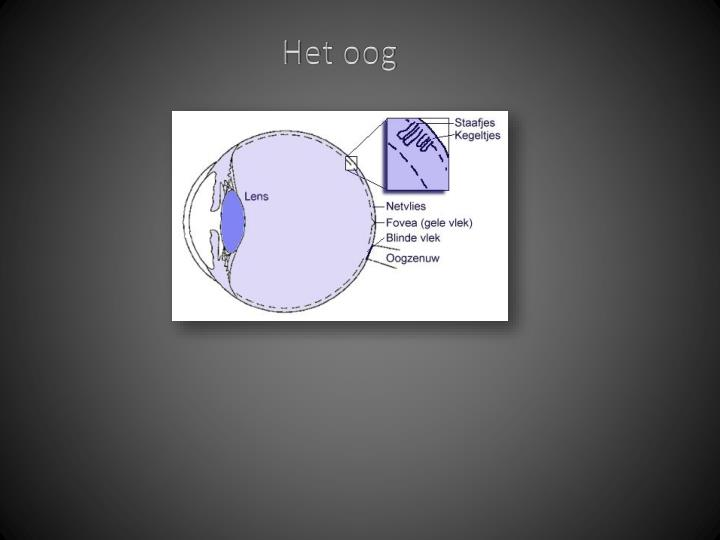 Het oog
Staafjes
Kegeltjes
Lens
Netvlies
Fovea (gele vlek)
Blinde vlek
Oogzenuw